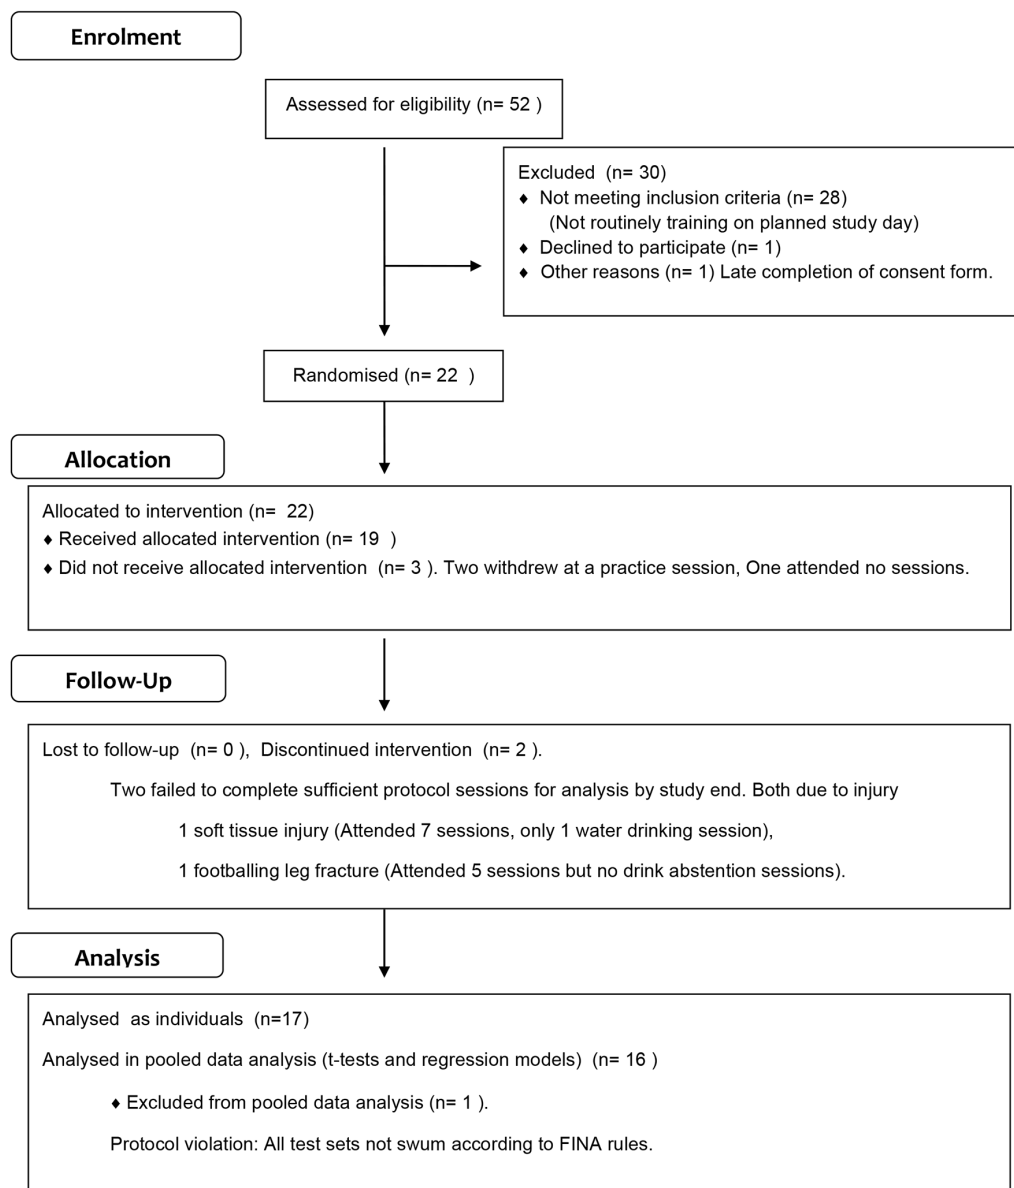 Enrolment
Assessed for eligibility (n= 52 )
Excluded (n= 30)
♦ Not meeting inclusion criteria (n= 28)
(Not routinely training on planned study day)
♦ Declined to participate (n= 1)
♦ Other reasons (n= 1) Late completion of consent form.
Randomised (n= 22 )
Allocation
Allocated to intervention (n= 22)
♦ Received allocated intervention (n= 19 )
♦ Did not receive allocated intervention (n= 3 ). Two withdrew at a practice session, One attended no sessions.
Follow-Up
Lost to follow-up (n= 0 ), Discontinued intervention (n= 2 ).
Two failed to complete sufficient protocol sessions for analysis by study end. Both due to injury
1 soft tissue injury (Attended 7 sessions, only 1 water drinking session),
1 footballing leg fracture (Attended 5 sessions but no drink abstention sessions).
Analysis
Analysed as individuals (n=17)
Analysed in pooled data analysis (t-tests and regression models) (n= 16 )
♦ Excluded from pooled data analysis (n= 1 ).
Protocol violation: All test sets not swum according to FINA rules.